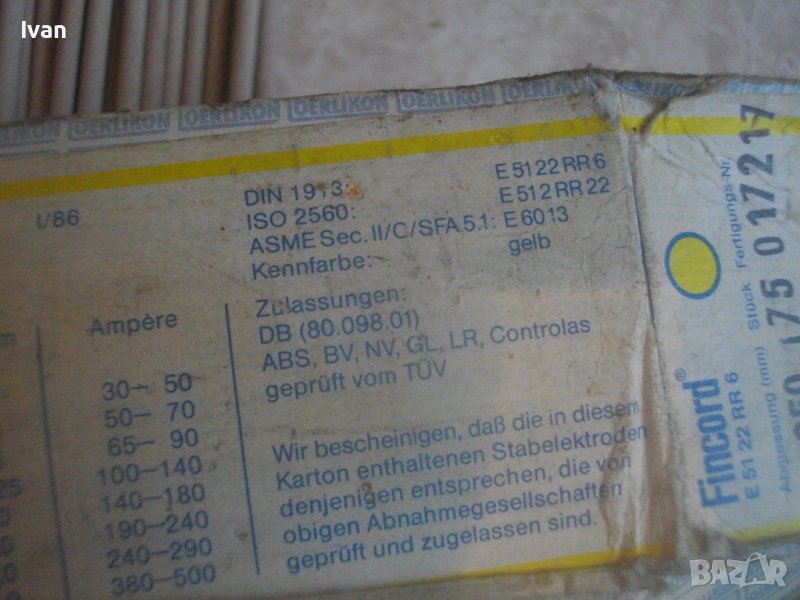 Ivan
OERLIKON OERLIKON OERLIKON OERLIKON OERLIKON
I/86
DIN 1913: E 51 22 RR 6
ISO 2560: E 51 2 RR 22
ASME Sec. II/C/SFA 5.1: E 6013
Kennfarbe: gelb
Ampère
30–50
50–70
65–90
100–140
140–180
190–240
240–290
380–500
Zulassungen:
DB (80.098.01)
ABS, BV, NV, GL, LR, Controlas
geprüft vom TÜV
Wir bescheinigen, daß die in diesem
Karton enthaltenen Stabelektroden
denjenigen entsprechen, die von
obigen Abnahmegesellschaften
geprüft und zugelassen sind.
Fincord®
E 51 22 RR 6
Abpassung (mm) Stück Fertigungs-Nr.
175 017217
BAZAR